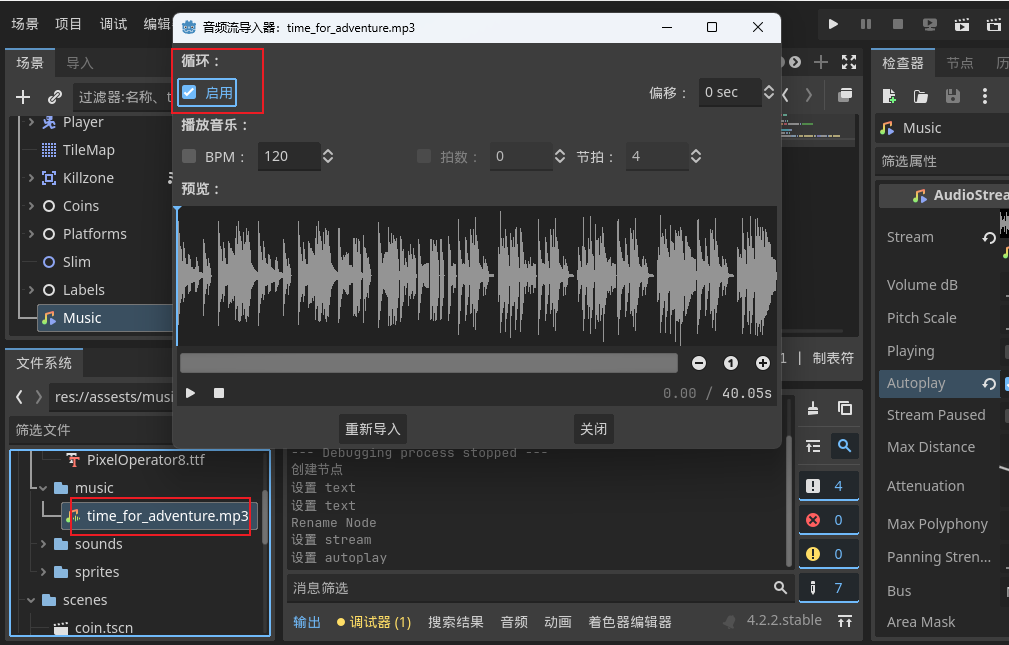 场景 项目 调试
音频流导入器：time_for_adventure.mp3
场景 导入
过滤器:名称、
Player
TileMap
Killzone
Coins
Platforms
Slim
Labels
Music
循环：
启用
偏移： 0 sec
播放音乐：
BPM： 120 拍数： 0 节拍： 4
预览：
0.00 / 40.05s
重新导入 关闭
文件系统
res://assests/musi
筛选文件
PixelOperator8.ttf
music
time_for_adventure.mp3
sounds
sprites
scenes
coin.tscn
1 | 制表符
--- Debugging process stopped ---
创建节点
设置 text
设置 text
Rename Node
设置 stream
设置 autoplay
4
0
0
7
消息筛选
输出 调试器 (1) 搜索结果 音频 动画 着色器编辑器 4.2.2.stable
检查器 节点
Music
筛选属性
AudioStrea
Stream
Volume dB
Pitch Scale
Playing
Autoplay
Stream Paused
Max Distance
Attenuation
Max Polyphony
Panning Stren...
Bus
Area Mask